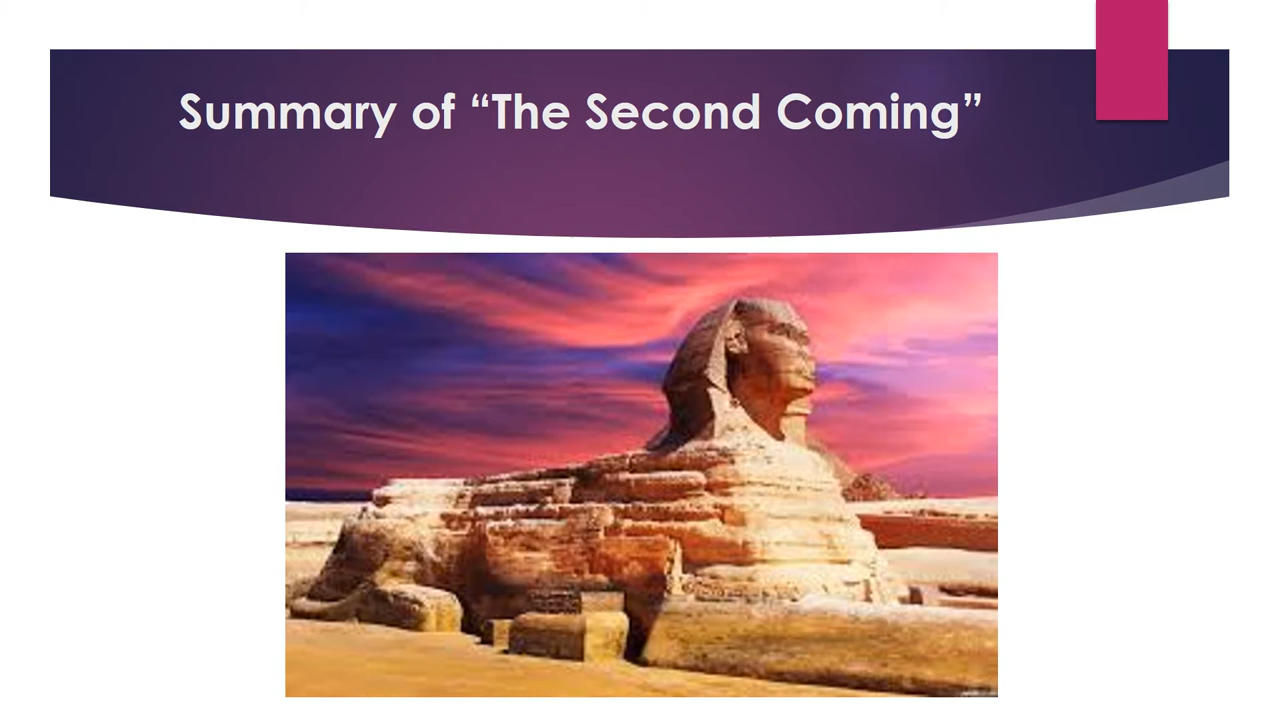 Summary of “The Second Coming”